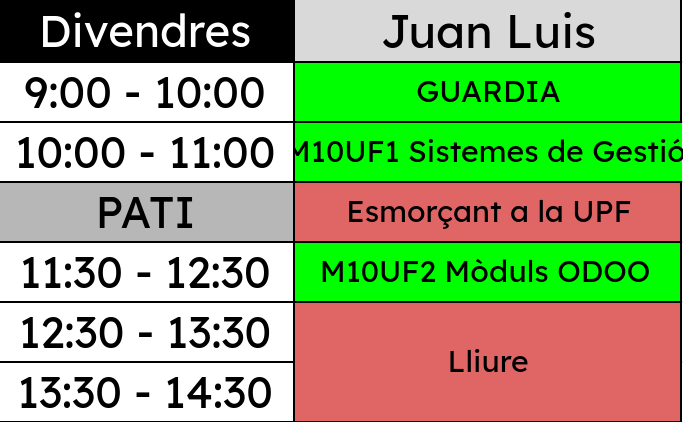 Divendres Juan Luis
9:00 - 10:00 GUARDIA
10:00 - 11:00 M10UF1 Sistemes de Gestió
PATI Esmorçant a la UPF
11:30 - 12:30 M10UF2 Mòduls ODOO
12:30 - 13:30
Lliure
13:30 - 14:30